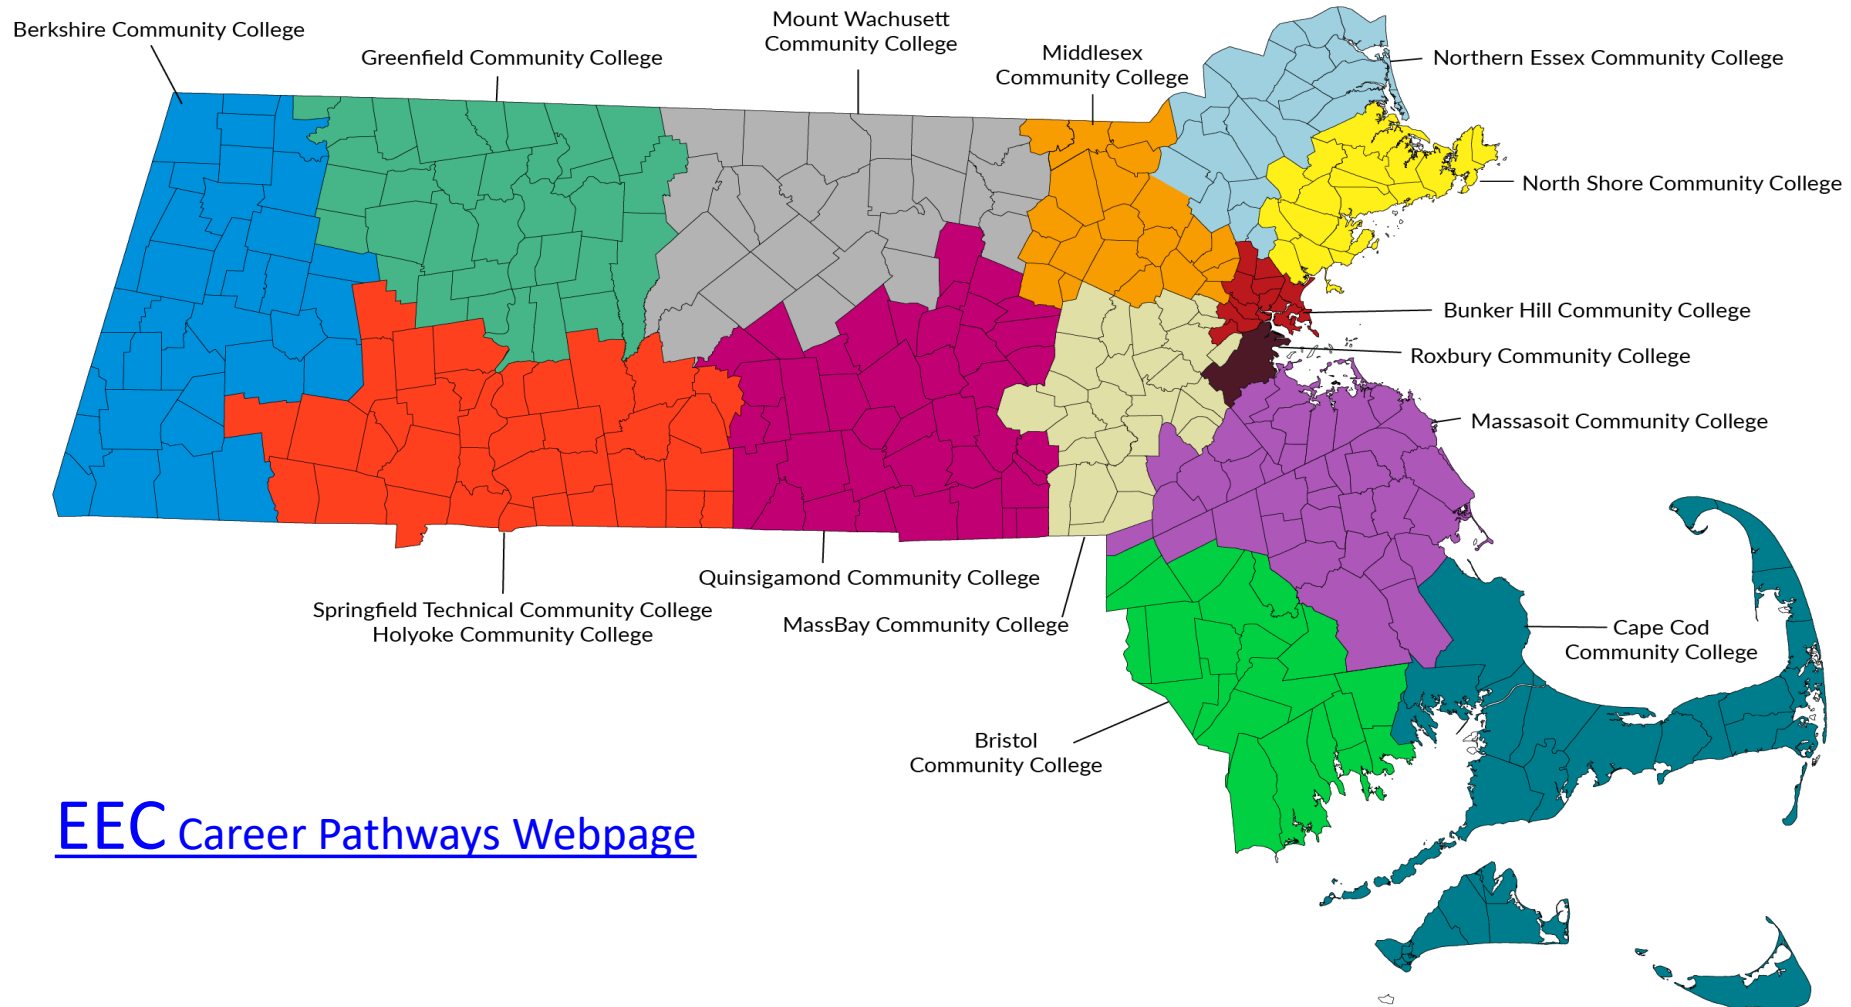 Berkshire Community College
Greenfield Community College
Mount Wachusett
Community College
Middlesex
Community College
Northern Essex Community College
North Shore Community College
Bunker Hill Community College
Roxbury Community College
Massasoit Community College
Quinsigamond Community College
Springfield Technical Community College
Holyoke Community College
MassBay Community College
Cape Cod
Community College
Bristol
Community College
EEC Career Pathways Webpage